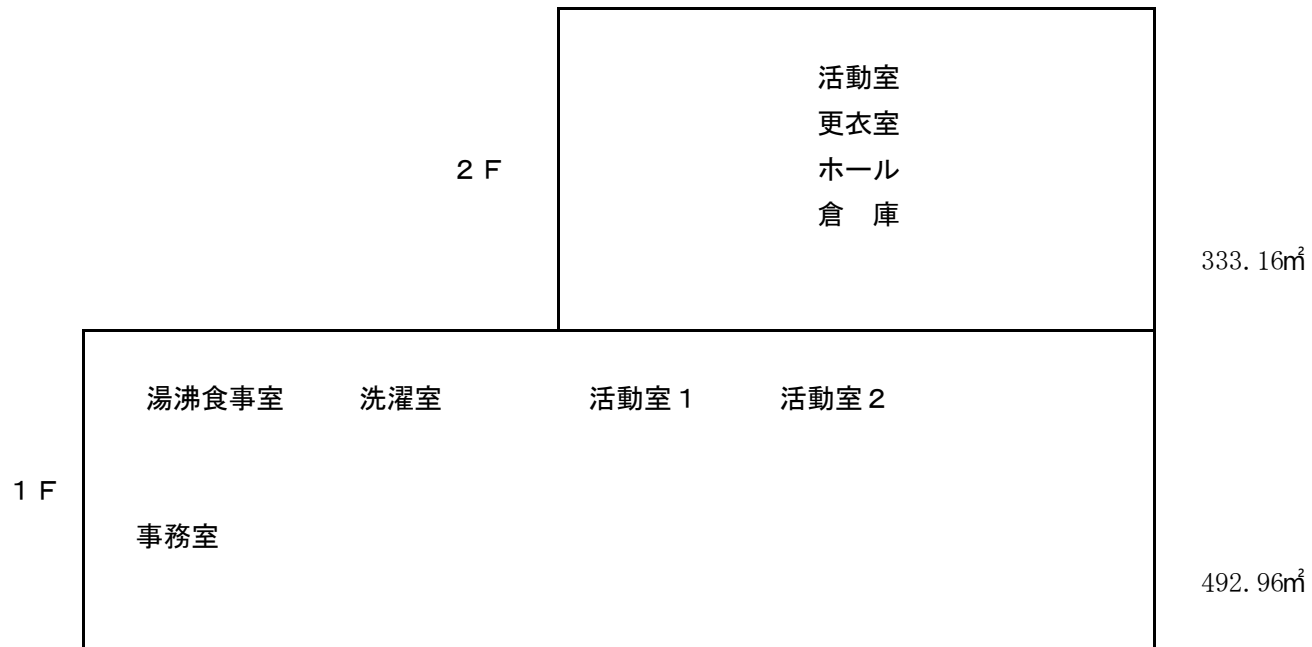 活動室
更衣室
２Ｆ　ホール
倉　庫
333.16㎡
湯沸食事室　洗濯室　活動室１　活動室２
１Ｆ
事務室
492.96㎡